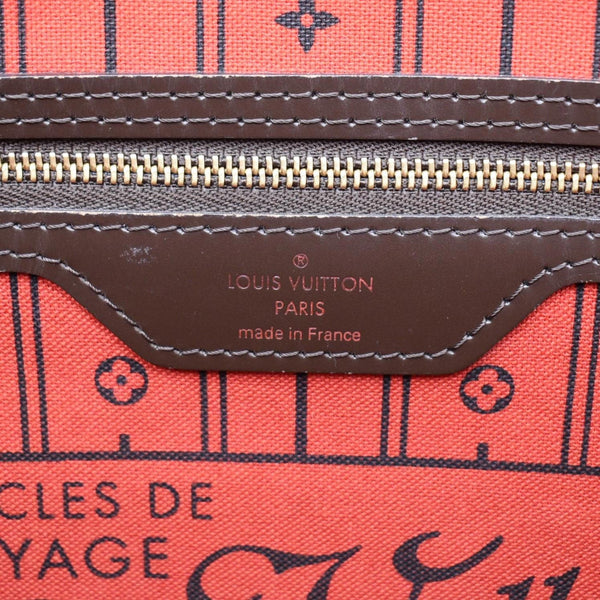 ®
LOUIS VUITTON
PARIS
made in France
CLES DE
YAGE